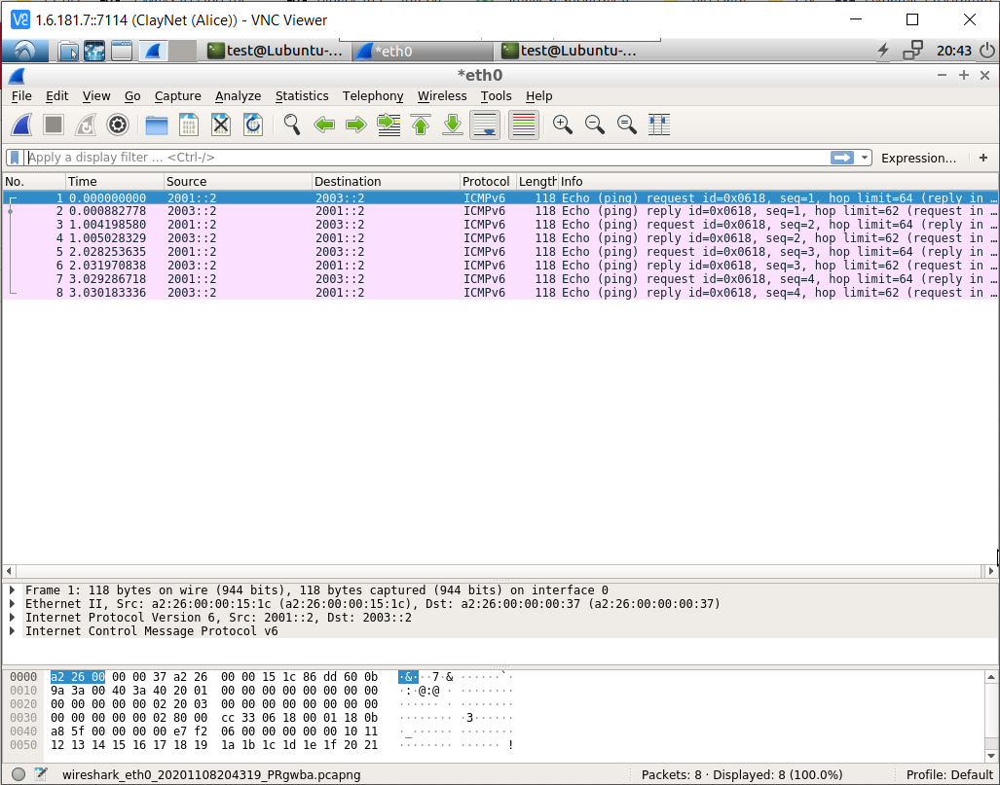 1.6.181.7:7114 (ClayNet (Alice)) - VNC Viewer
test@Lubuntu-... *eth0 test@Lubuntu-... 20:43
*eth0
File Edit View Go Capture Analyze Statistics Telephony Wireless Tools Help
Apply a display filter ... <Ctrl-/> Expression... +
No. Time Source Destination Protocol Length Info
1 0.000000000 2001::2 2003::2 ICMPv6 118 Echo (ping) request id=0x0618, seq=1, hop limit=64 (reply in …
2 0.000882778 2003::2 2001::2 ICMPv6 118 Echo (ping) reply id=0x0618, seq=1, hop limit=62 (request in …
3 1.004198580 2001::2 2003::2 ICMPv6 118 Echo (ping) request id=0x0618, seq=2, hop limit=64 (reply in …
4 1.005028329 2003::2 2001::2 ICMPv6 118 Echo (ping) reply id=0x0618, seq=2, hop limit=62 (request in …
5 2.028253635 2001::2 2003::2 ICMPv6 118 Echo (ping) request id=0x0618, seq=3, hop limit=64 (reply in …
6 2.031970838 2003::2 2001::2 ICMPv6 118 Echo (ping) reply id=0x0618, seq=3, hop limit=62 (request in …
7 3.029286718 2001::2 2003::2 ICMPv6 118 Echo (ping) request id=0x0618, seq=4, hop limit=64 (reply in …
8 3.030183336 2003::2 2001::2 ICMPv6 118 Echo (ping) reply id=0x0618, seq=4, hop limit=62 (request in …
Frame 1: 118 bytes on wire (944 bits), 118 bytes captured (944 bits) on interface 0
Ethernet II, Src: a2:26:00:00:15:1c (a2:26:00:00:15:1c), Dst: a2:26:00:00:00:37 (a2:26:00:00:00:37)
Internet Protocol Version 6, Src: 2001::2, Dst: 2003::2
Internet Control Message Protocol v6
0000 a2 26 00 00 00 37 a2 26 00 00 15 1c 86 dd 60 0b ·&···7·& ······`·
0010 9a 3a 00 40 3a 40 20 01 00 00 00 00 00 00 00 00 ·:·@:@ · ········
0020 00 00 00 00 00 02 20 03 00 00 00 00 00 00 00 00 ······ · ········
0030 00 00 00 00 00 02 80 00 cc 33 06 18 00 01 18 0b ········ ·3······
0040 a8 5f 00 00 00 00 e7 f2 06 00 00 00 00 00 10 11 ·_······ ········
0050 12 13 14 15 16 17 18 19 1a 1b 1c 1d 1e 1f 20 21 ········ ······ !
wireshark_eth0_20201108204319_PRgwba.pcapng Packets: 8 · Displayed: 8 (100.0%) Profile: Default